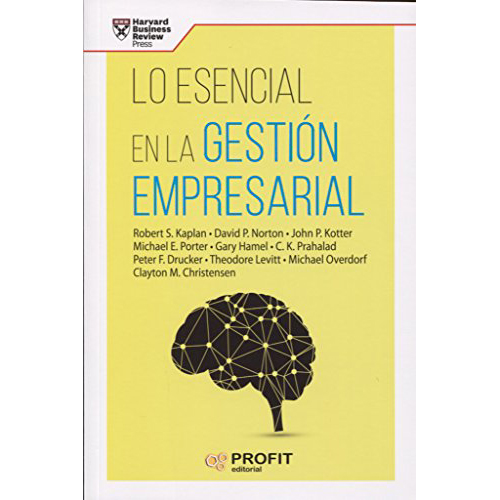 Harvard
Business
Review
Press
LO ESENCIAL
EN LA GESTIÓN
EMPRESARIAL
Robert S. Kaplan • David P. Norton • John P. Kotter
Michael E. Porter • Gary Hamel • C. K. Prahalad
Peter F. Drucker • Theodore Levitt • Michael Overdorf
Clayton M. Christensen
PROFIT
editorial